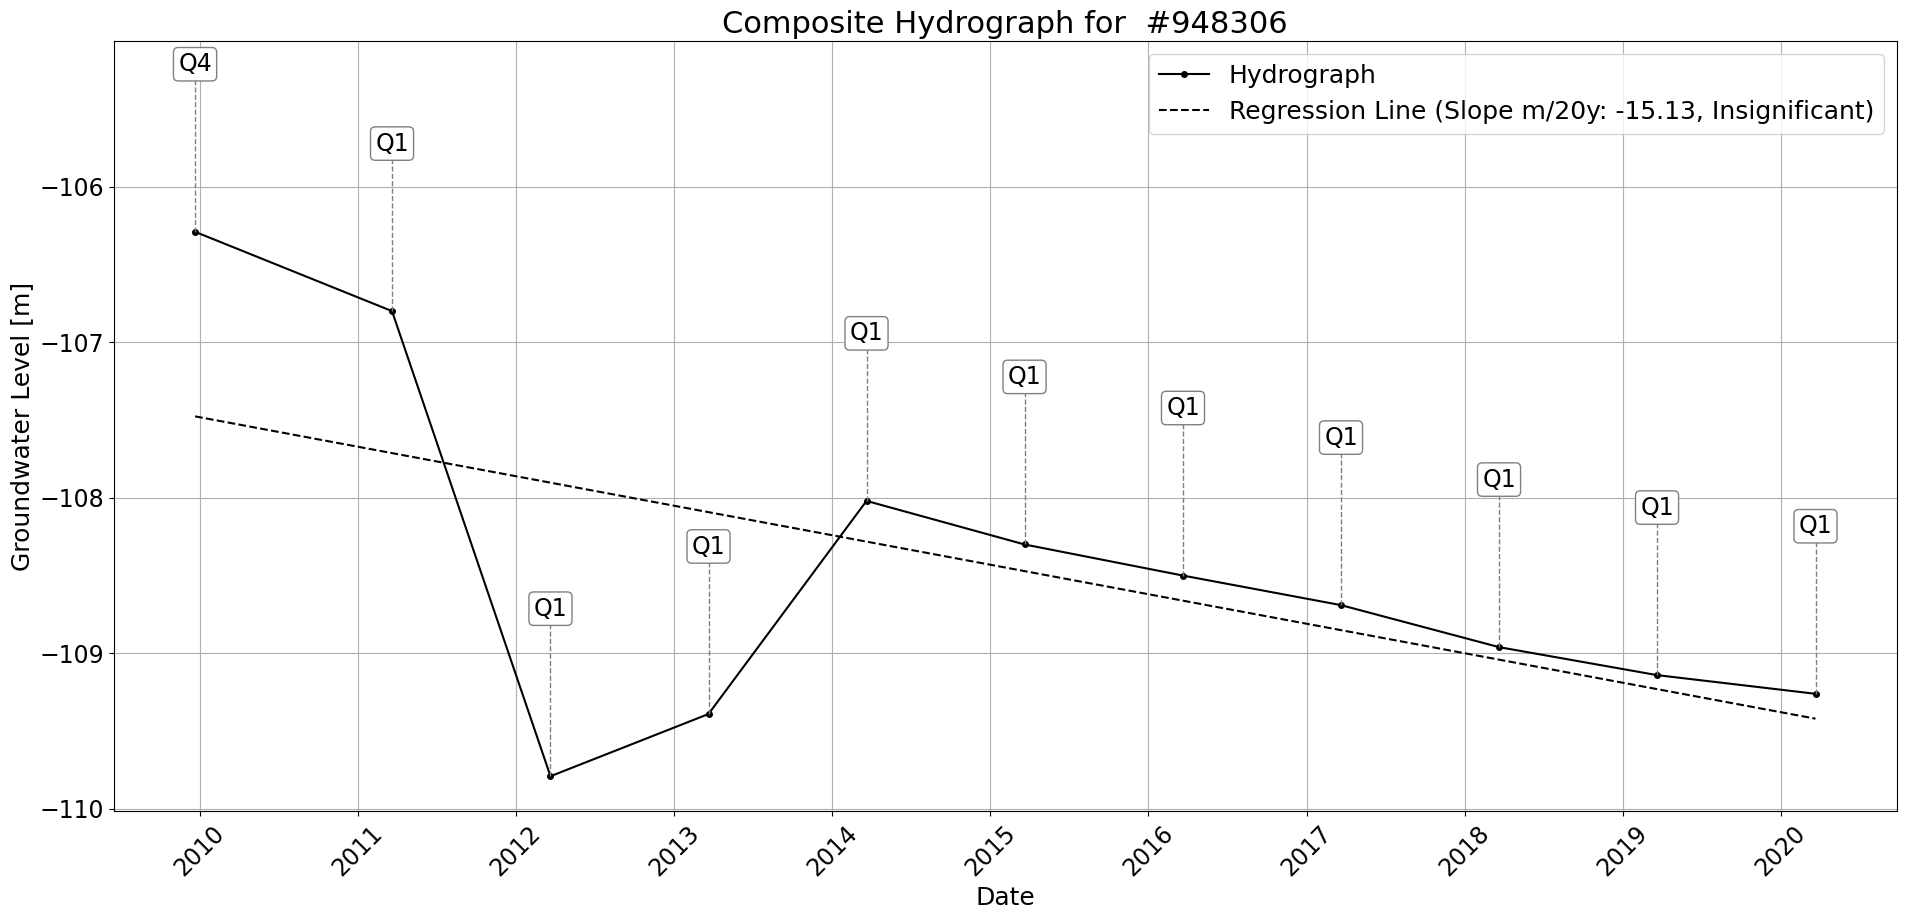 Composite Hydrograph for  #948306
Hydrograph
Regression Line (Slope m/20y: -15.13, Insignificant)
Q4
Q1
Q1
Q1
Q1
Q1
Q1
Q1
Q1
Q1
Q1
Groundwater Level [m]
−106
−107
−108
−109
−110
2010
2011
2012
2013
2014
2015
2016
2017
2018
2019
2020
Date